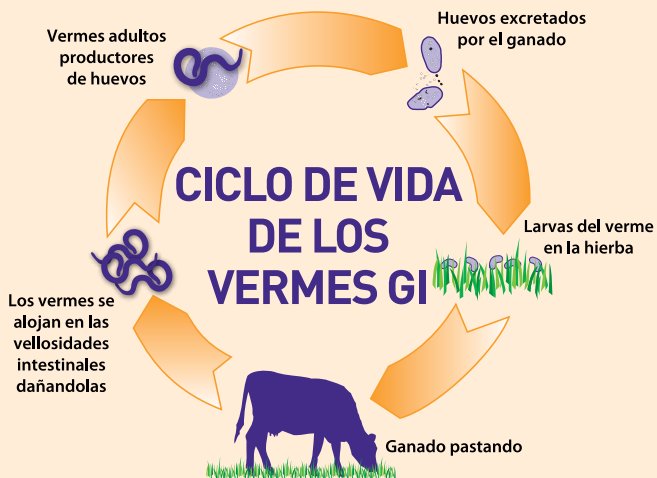 CICLO DE VIDA
DE LOS
VERMES GI
Huevos excretados
por el ganado
Larvas del verme
en la hierba
Ganado pastando
Los vermes se
alojan en las
vellosidades
intestinales
dañandolas
Vermes adultos
productores
de huevos